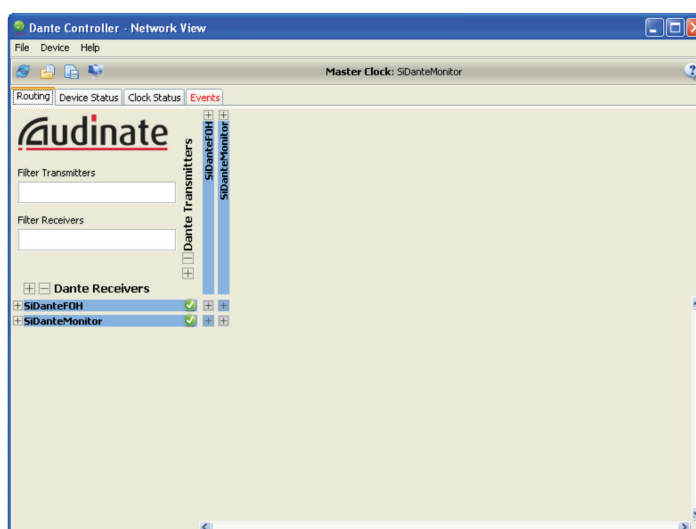 Dante Controller - Network View
File Device Help
Master Clock: SiDanteMonitor
Routing Device Status Clock Status Events
Audinate
Filter Transmitters
Filter Receivers
Dante Transmitters
SiDanteFOH
SiDanteMonitor
Dante Receivers
SiDanteFOH
SiDanteMonitor